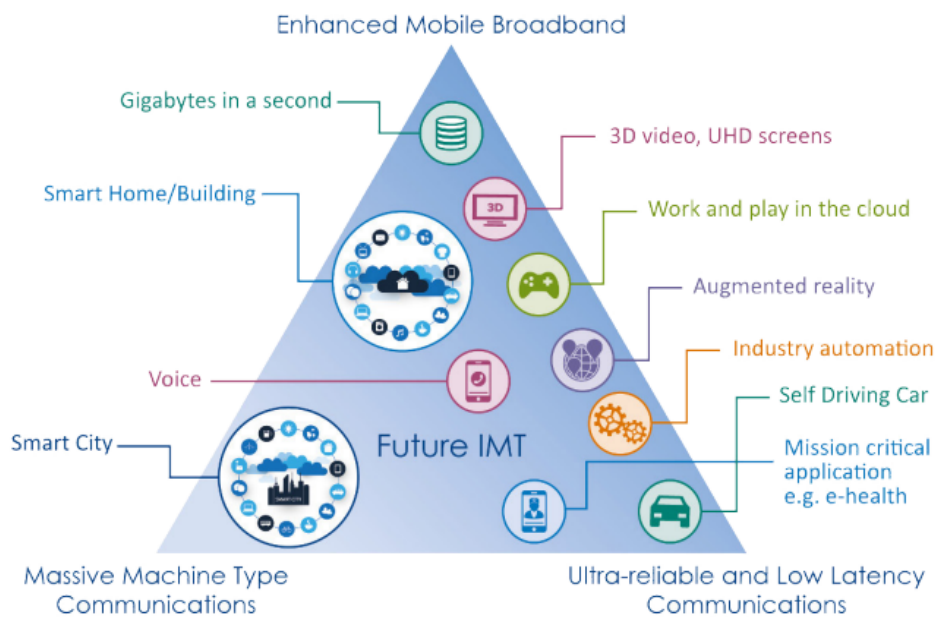 Enhanced Mobile Broadband
Gigabytes in a second
3D video, UHD screens
3D
Smart Home/Building
Work and play in the cloud
Augmented reality
Industry automation
Voice
Self Driving Car
Smart City
Future IMT
Mission critical
application
e.g. e-health
SMART CITY
Massive Machine Type
Communications
Ultra-reliable and Low Latency
Communications